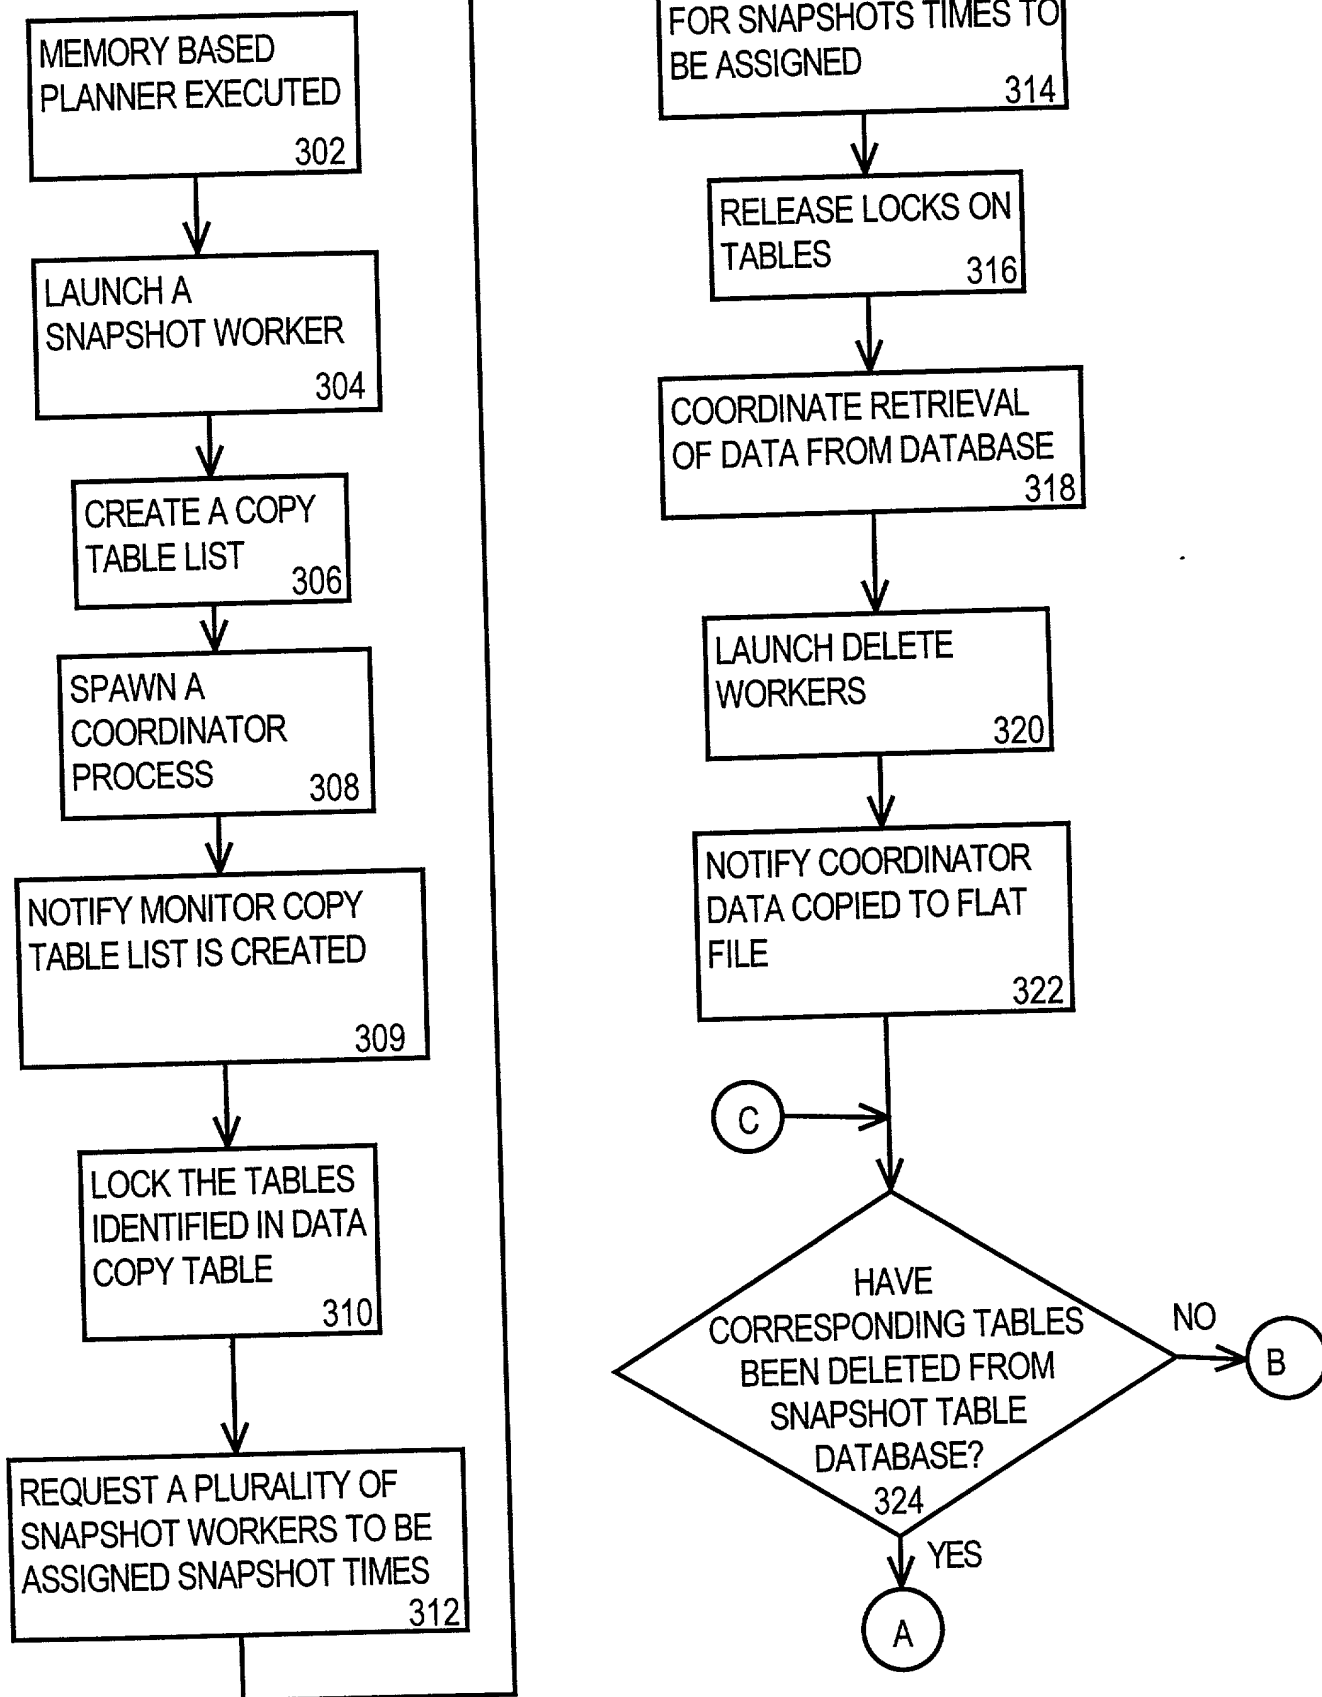 MEMORY BASED
PLANNER EXECUTED
302
LAUNCH A
SNAPSHOT WORKER
304
CREATE A COPY
TABLE LIST
306
SPAWN A
COORDINATOR
PROCESS
308
NOTIFY MONITOR COPY
TABLE LIST IS CREATED
309
LOCK THE TABLES
IDENTIFIED IN DATA
COPY TABLE
310
REQUEST A PLURALITY OF
SNAPSHOT WORKERS TO BE
ASSIGNED SNAPSHOT TIMES
312
FOR SNAPSHOTS TIMES TO
BE ASSIGNED
314
RELEASE LOCKS ON
TABLES
316
COORDINATE RETRIEVAL
OF DATA FROM DATABASE
318
LAUNCH DELETE
WORKERS
320
NOTIFY COORDINATOR
DATA COPIED TO FLAT
FILE
322
C
HAVE
CORRESPONDING TABLES
BEEN DELETED FROM
SNAPSHOT TABLE
DATABASE?
324
NO
B
YES
A